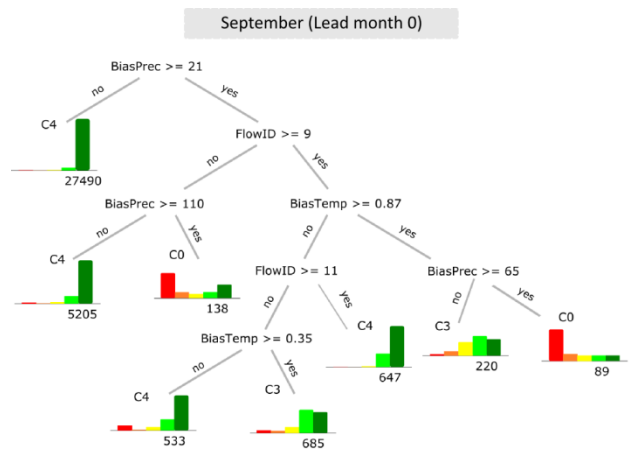 September (Lead month 0)
BiasPrec >= 21
no
yes
C4
27490
FlowID >= 9
no
yes
BiasPrec >= 110
BiasTemp >= 0.87
no
yes
no
yes
C4
5205
C0
138
FlowID >= 11
BiasPrec >= 65
no
yes
no
yes
BiasTemp >= 0.35
C4
647
C3
220
C0
89
no
yes
C4
533
C3
685